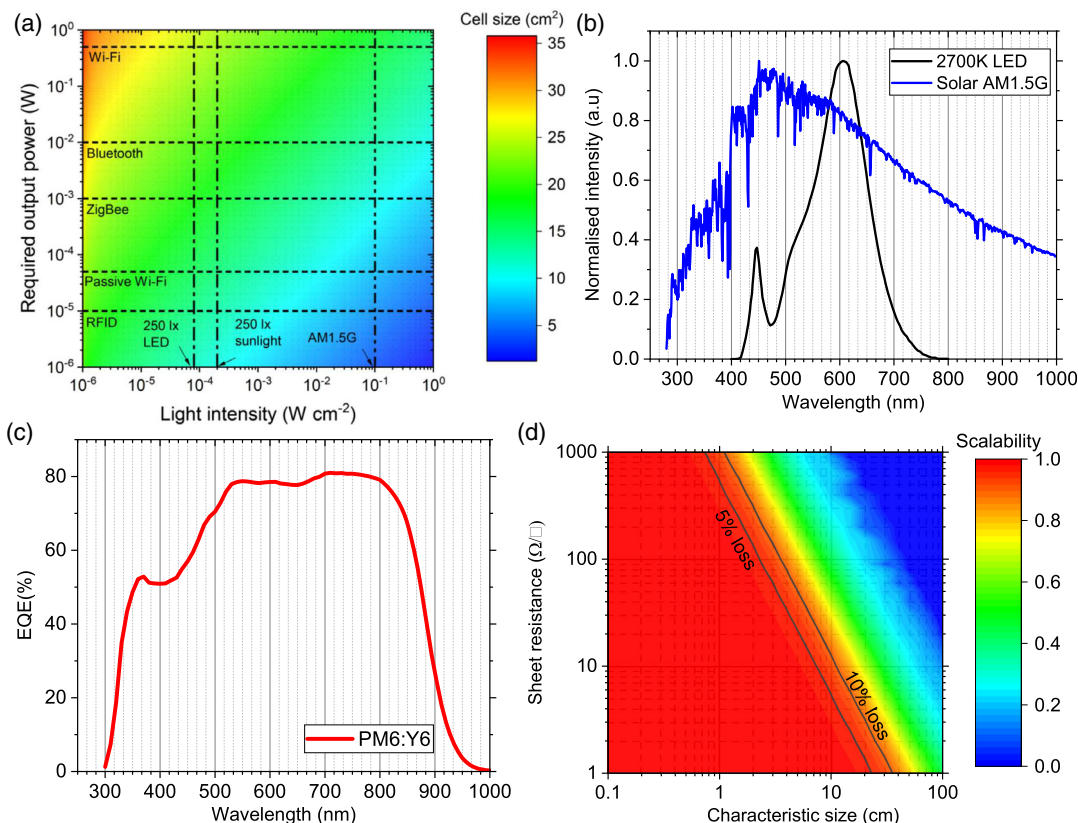 (a)
Cell size (cm²)
10⁰
10⁻¹
10⁻²
10⁻³
10⁻⁴
10⁻⁵
10⁻⁶
Required output power (W)
Wi-Fi
Bluetooth
ZigBee
Passive Wi-Fi
RFID
250 lx
LED
250 lx
sunlight
AM1.5G
10⁻⁶ 10⁻⁵ 10⁻⁴ 10⁻³ 10⁻² 10⁻¹ 10⁰
Light intensity (W cm⁻²)
35
30
25
20
15
10
5
(b)
2700K LED
Solar AM1.5G
Normalised intensity (a.u)
1.0
0.8
0.6
0.4
0.2
0.0
300 400 500 600 700 800 900 1000
Wavelength (nm)
(c)
EQE(%)
80
60
40
20
0
PM6:Y6
300 400 500 600 700 800 900 1000
Wavelength (nm)
(d)
Scalability
Sheet resistance (Ω/□)
1000
100
10
1
5% loss
10% loss
0.1 1 10 100
Characteristic size (cm)
1.0
0.8
0.6
0.4
0.2
0.0